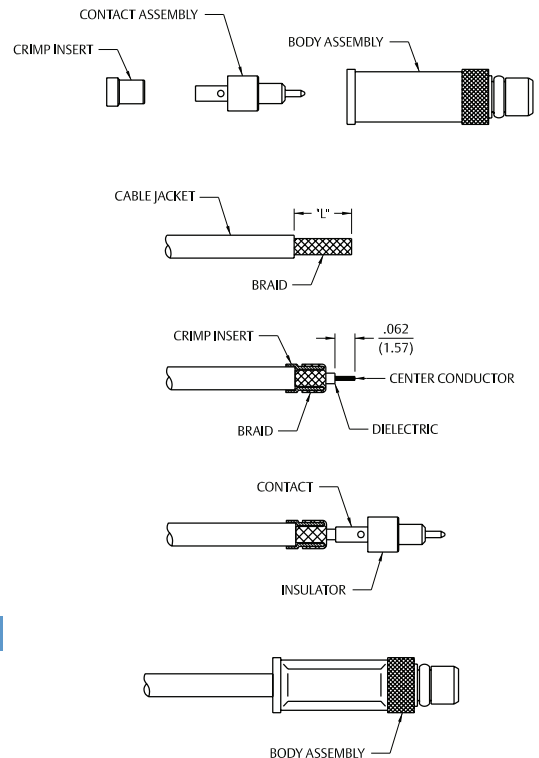 CONTACT ASSEMBLY
CRIMP INSERT
BODY ASSEMBLY
CABLE JACKET
"L"
BRAID
CRIMP INSERT
.062
(1.57)
CENTER CONDUCTOR
BRAID
DIELECTRIC
CONTACT
INSULATOR
BODY ASSEMBLY